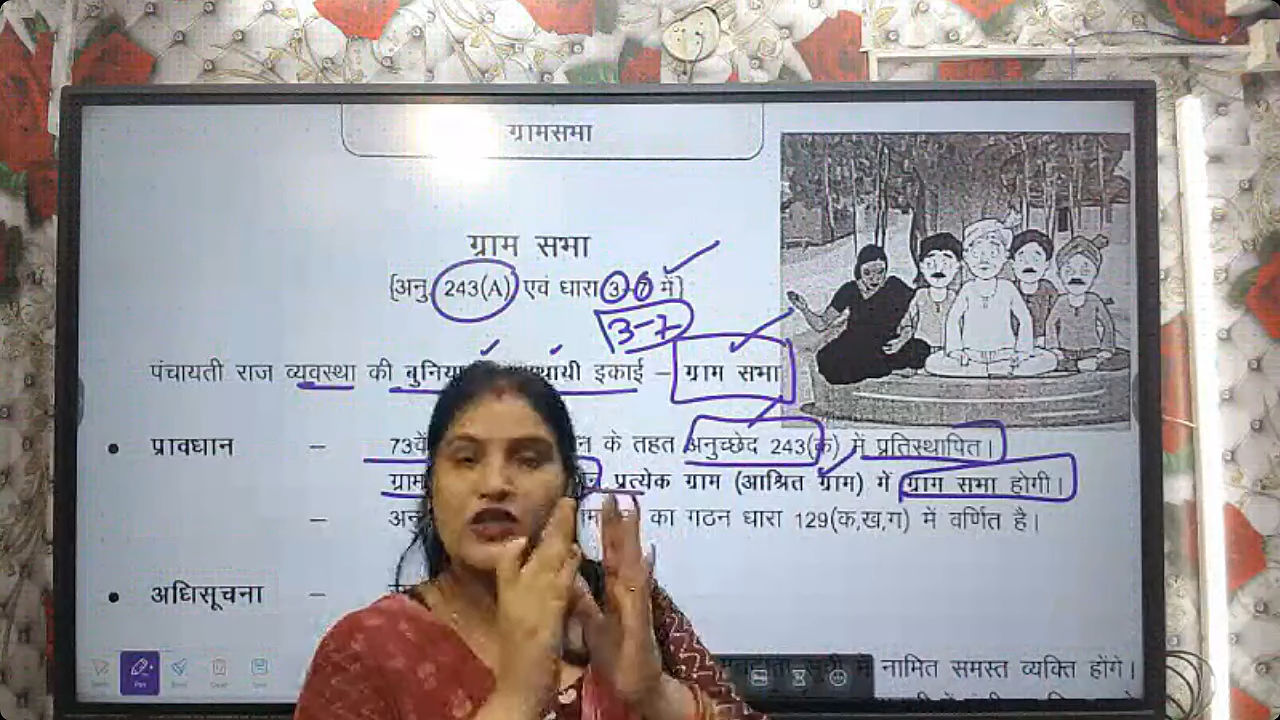 ग्रामसभा
ग्राम सभा
{अनु 243(A) एवं धारा 3-7 में}
3-7
पंचायती राज व्यवस्था की इकाई – ग्राम सभा
• प्रावधान – 73वें के तहत अनुच्छेद 243(क) में प्रतिस्थापित।
ग्राम प्रत्येक ग्राम (आश्रित ग्राम) में ग्राम सभा होगी।
– का गठन धारा 129(क,ख,ग) में वर्णित है।
• अधिसूचना –
में नामित समस्त व्यक्ति होंगे।